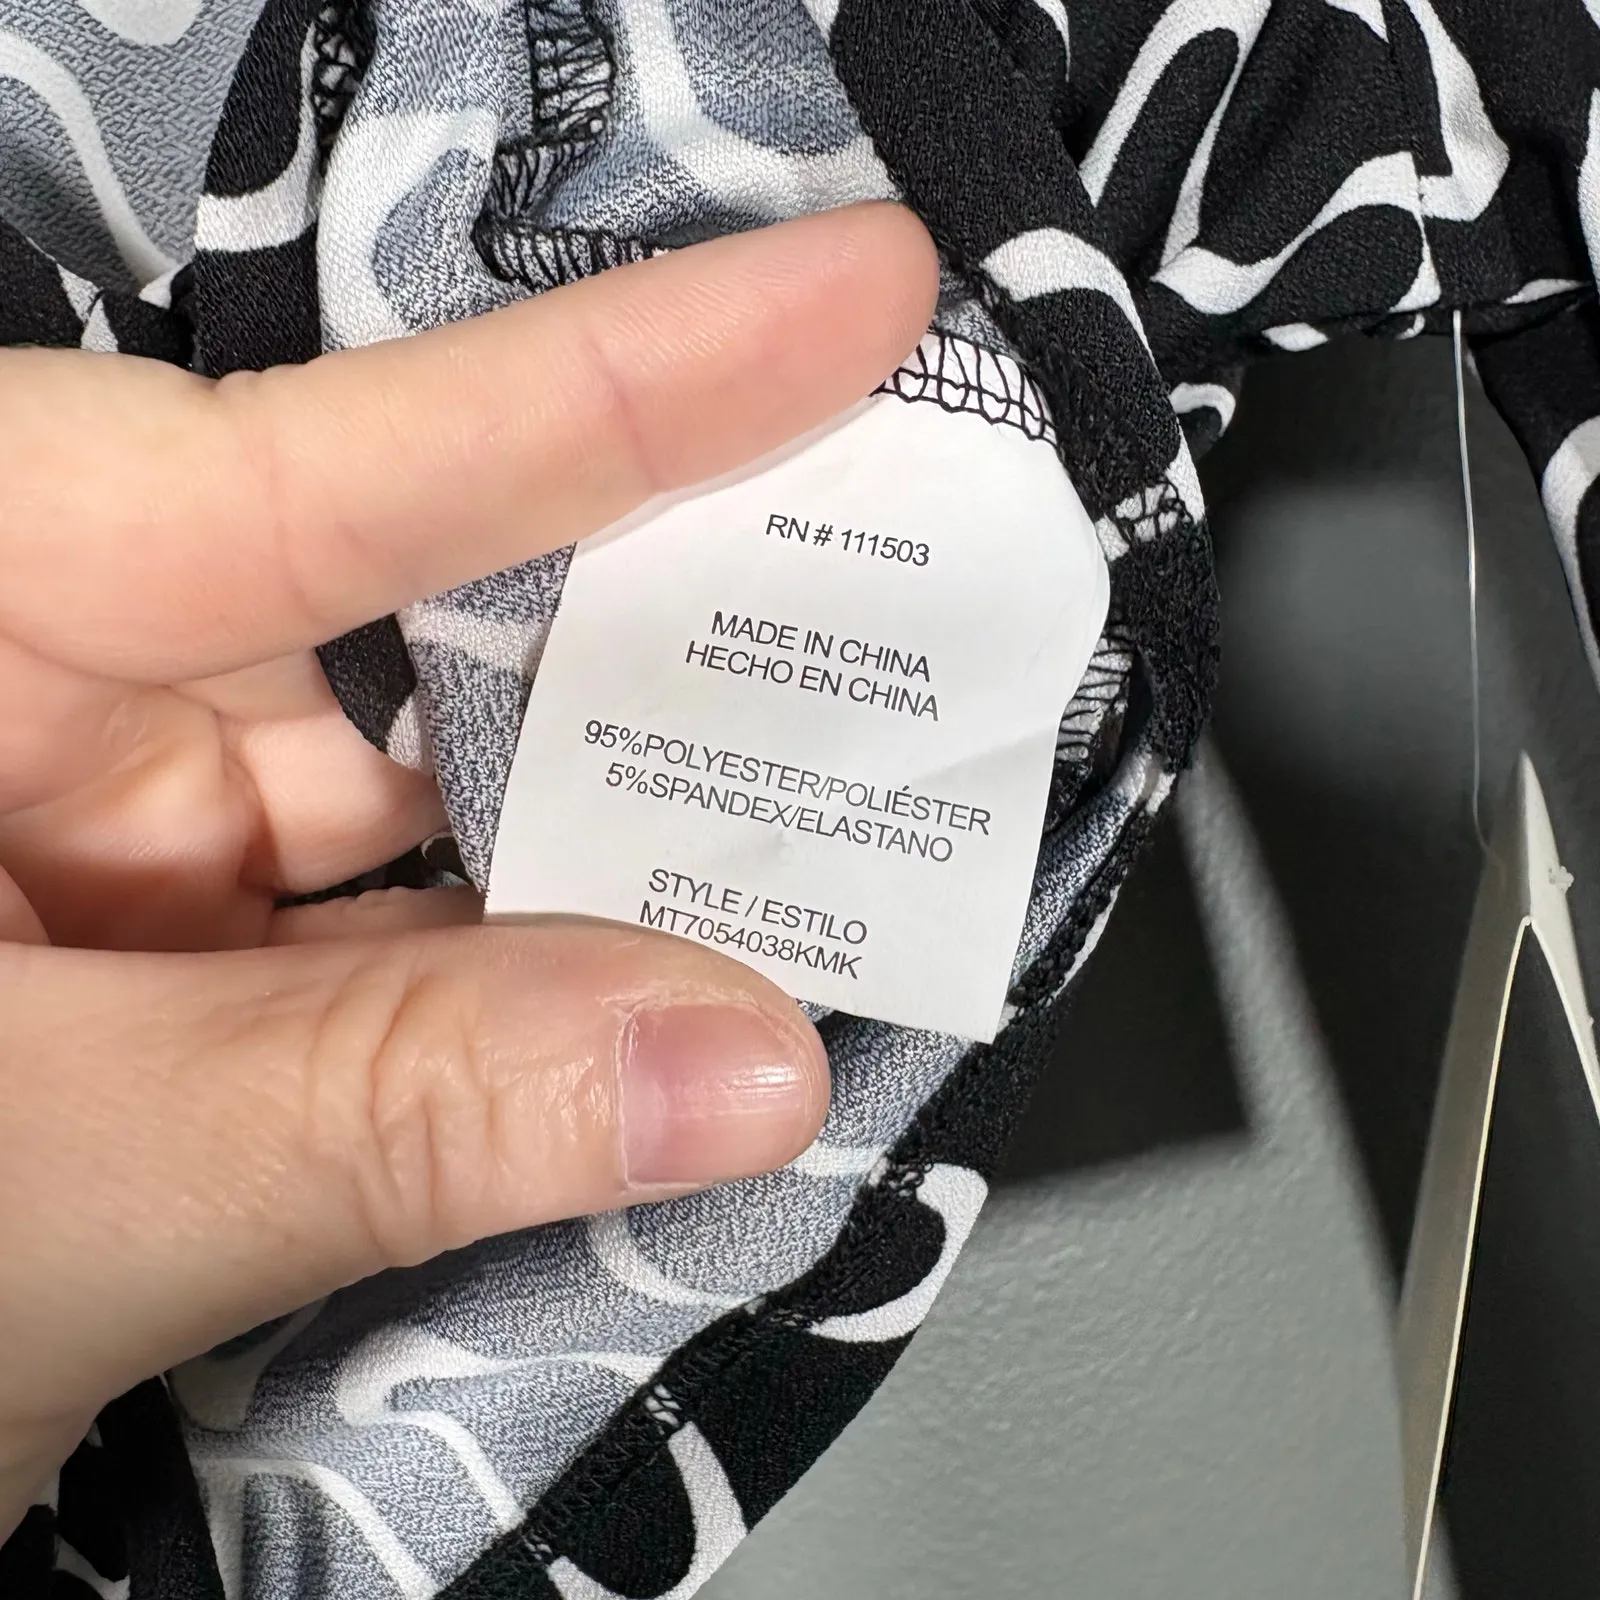 RN # 111503
MADE IN CHINA
HECHO EN CHINA
95%POLYESTER/POLIÉSTER
5%SPANDEX/ELASTANO
STYLE / ESTILO
MT7054038KMK